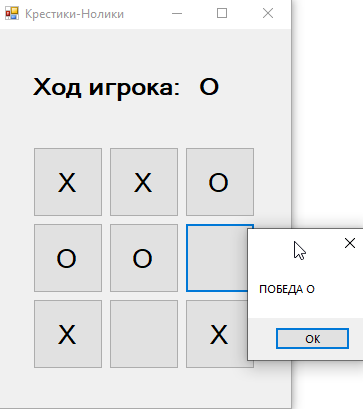 Крестики-Нолики
Ход игрока: О
X X O
O O
X X
ПОБЕДА О
OK